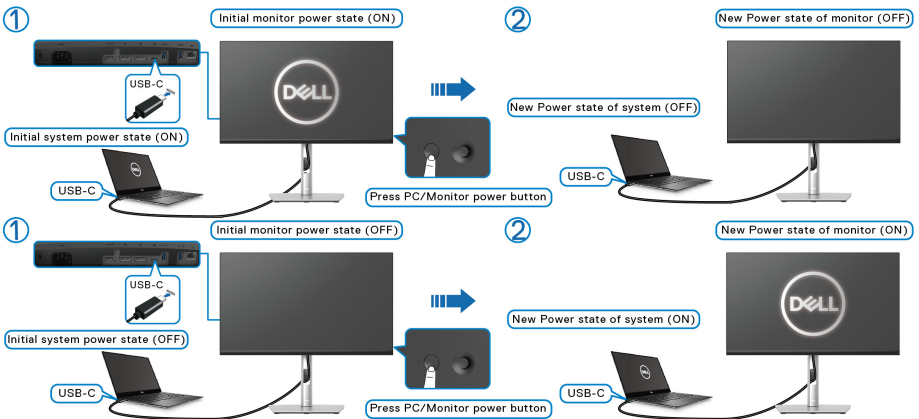 1
Initial monitor power state (ON)
2
New Power state of monitor (OFF)
USB-C
DELL
New Power state of system (OFF)
Initial system power state (ON)
DELL
USB-C
USB-C
Press PC/Monitor power button
1
Initial monitor power state (OFF)
2
New Power state of monitor (ON)
USB-C
DELL
New Power state of system (ON)
Initial system power state (OFF)
DELL
USB-C
USB-C
Press PC/Monitor power button